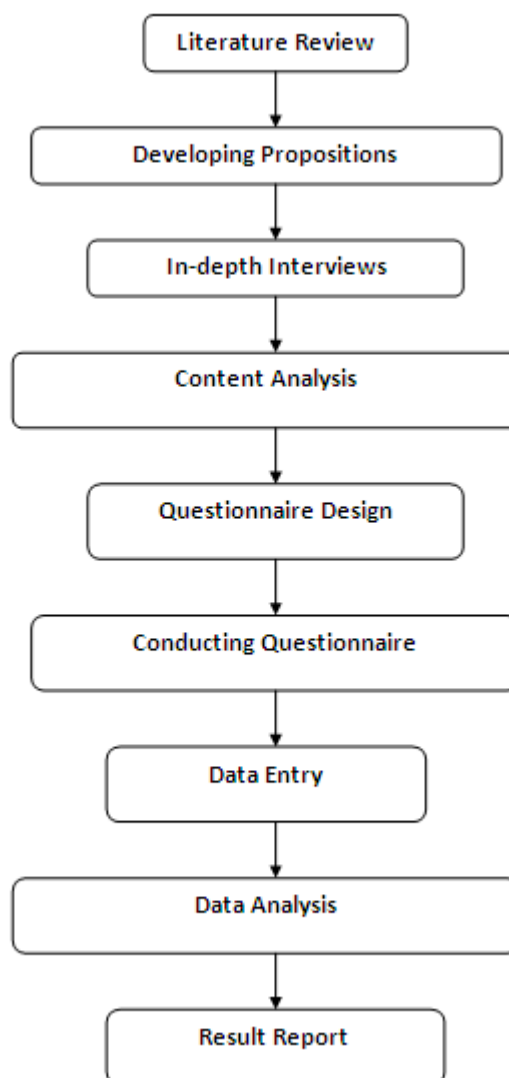 Literature Review
Developing Propositions
In-depth Interviews
Content Analysis
Questionnaire Design
Conducting Questionnaire
Data Entry
Data Analysis
Result Report